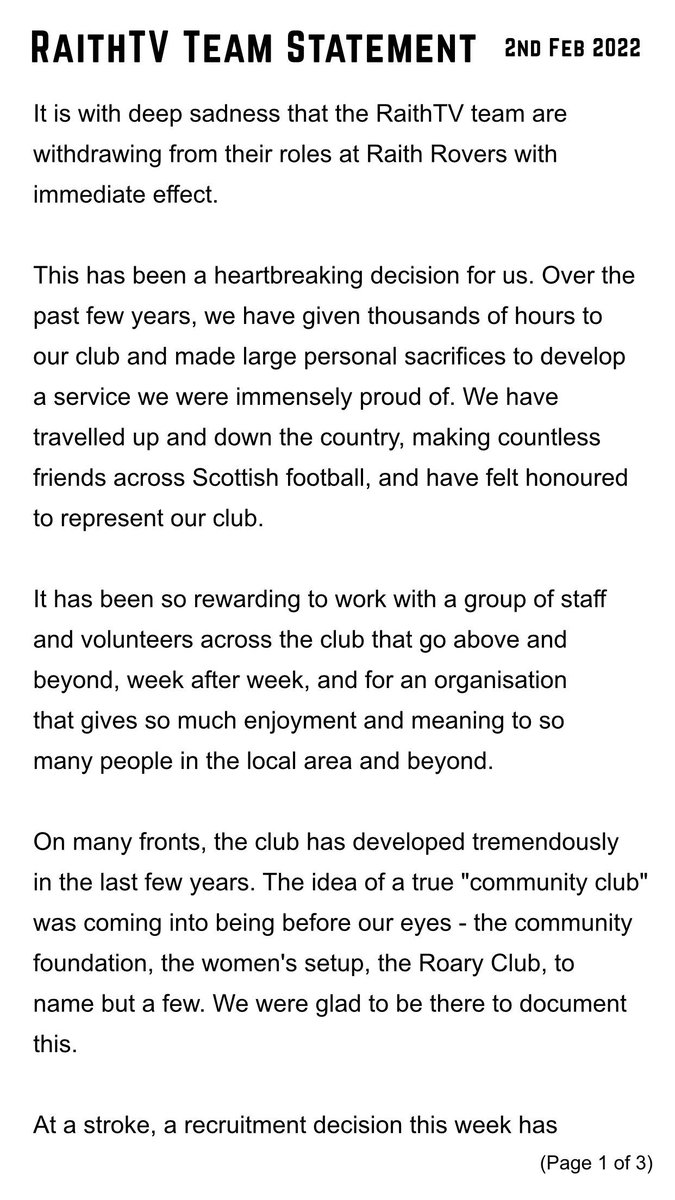 RaithTV Team Statement 2nd Feb 2022
It is with deep sadness that the RaithTV team are
withdrawing from their roles at Raith Rovers with
immediate effect.
This has been a heartbreaking decision for us. Over the
past few years, we have given thousands of hours to
our club and made large personal sacrifices to develop
a service we were immensely proud of. We have
travelled up and down the country, making countless
friends across Scottish football, and have felt honoured
to represent our club.
It has been so rewarding to work with a group of staff
and volunteers across the club that go above and
beyond, week after week, and for an organisation
that gives so much enjoyment and meaning to so
many people in the local area and beyond.
On many fronts, the club has developed tremendously
in the last few years. The idea of a true "community club"
was coming into being before our eyes - the community
foundation, the women's setup, the Roary Club, to
name but a few. We were glad to be there to document
this.
At a stroke, a recruitment decision this week has
(Page 1 of 3)